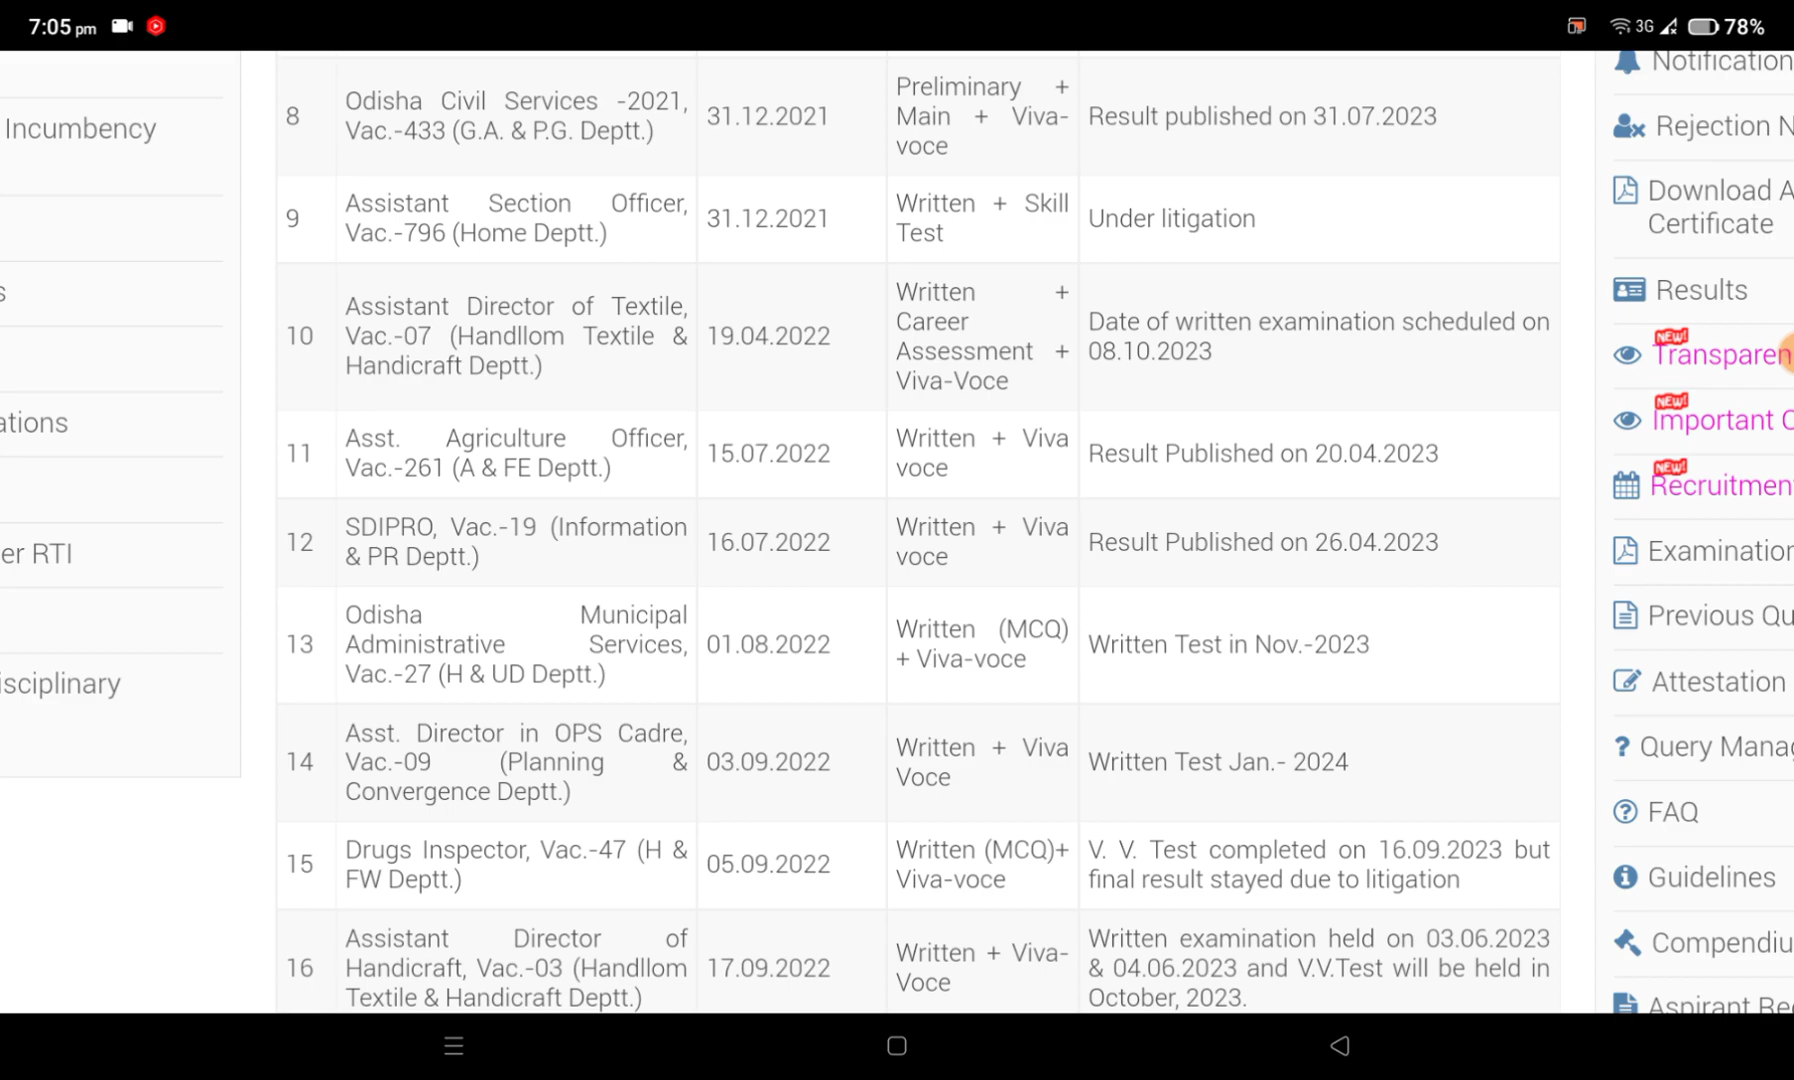 7:05 pm
3G 78%
Incumbency
s
ations
er RTI
isciplinary
8
Odisha Civil Services -2021,
Vac.-433 (G.A. & P.G. Deptt.)
31.12.2021
Preliminary +
Main + Viva-
voce
Result published on 31.07.2023
9
Assistant Section Officer,
Vac.-796 (Home Deptt.)
31.12.2021
Written + Skill
Test
Under litigation
10
Assistant Director of Textile,
Vac.-07 (Handllom Textile &
Handicraft Deptt.)
19.04.2022
Written +
Career
Assessment +
Viva-Voce
Date of written examination scheduled on
08.10.2023
11
Asst. Agriculture Officer,
Vac.-261 (A & FE Deptt.)
15.07.2022
Written + Viva
voce
Result Published on 20.04.2023
12
SDIPRO, Vac.-19 (Information
& PR Deptt.)
16.07.2022
Written + Viva
voce
Result Published on 26.04.2023
13
Odisha Municipal
Administrative Services,
Vac.-27 (H & UD Deptt.)
01.08.2022
Written (MCQ)
+ Viva-voce
Written Test in Nov.-2023
14
Asst. Director in OPS Cadre,
Vac.-09 (Planning &
Convergence Deptt.)
03.09.2022
Written + Viva
Voce
Written Test Jan.- 2024
15
Drugs Inspector, Vac.-47 (H &
FW Deptt.)
05.09.2022
Written (MCQ)+
Viva-voce
V. V. Test completed on 16.09.2023 but
final result stayed due to litigation
16
Assistant Director of
Handicraft, Vac.-03 (Handllom
Textile & Handicraft Deptt.)
17.09.2022
Written + Viva-
Voce
Written examination held on 03.06.2023
& 04.06.2023 and V.V.Test will be held in
October, 2023.
Notification
Rejection N
Download A
Certificate
Results
NEW!
Transparen
NEW!
Important C
NEW!
Recruitmen
Examination
Previous Qu
Attestation
? Query Manag
FAQ
Guidelines
Compendiu
Aspirant Re